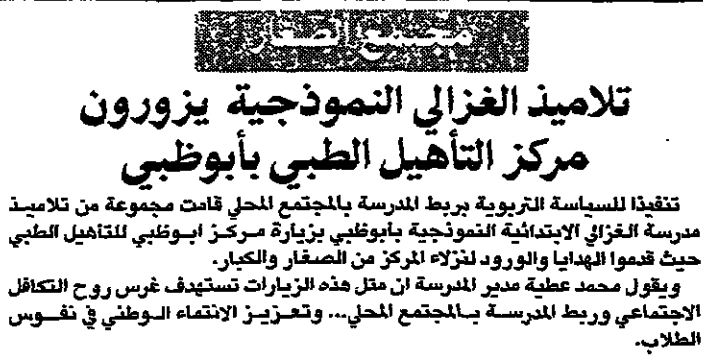 مجتمع الصغار
تلاميذ الغزالي النموذجية يزورون
مركز التأهيل الطبي بأبوظبي
تنفيذا للسياسة التربوية بربط المدرسة بالمجتمع المحلي قامت مجموعة من تلاميذ
مدرسة الغزالي الابتدائية النموذجية بأبوظبي بزيارة مركز ابوظبي للتأهيل الطبي
حيث قدموا الهدايا والورود لنزلاء المركز من الصغار والكبار.
ويقول محمد عطية مدير المدرسة ان مثل هذه الزيارات تستهدف غرس روح التكافل
الاجتماعي وربط المدرسة بالمجتمع المحلي... وتعزيز الانتماء الوطني في نفوس
الطلاب.